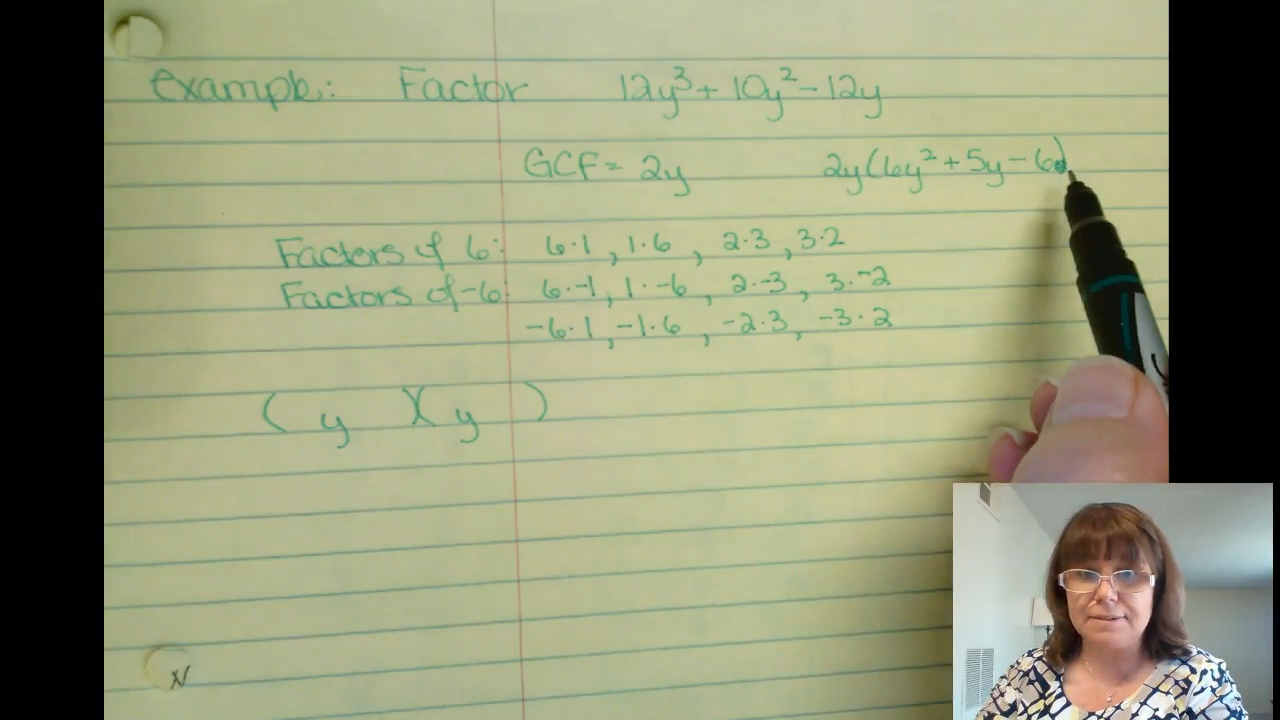 example: Factor 12y³ + 10y² - 12y
GCF = 2y 2y(6y² + 5y - 6)
Factors of 6: 6·1, 1·6, 2·3, 3·2
Factors of -6: 6·-1, 1·-6, 2·-3, 3·-2
-6·1, -1·6, -2·3, -3·2
( y )( y )